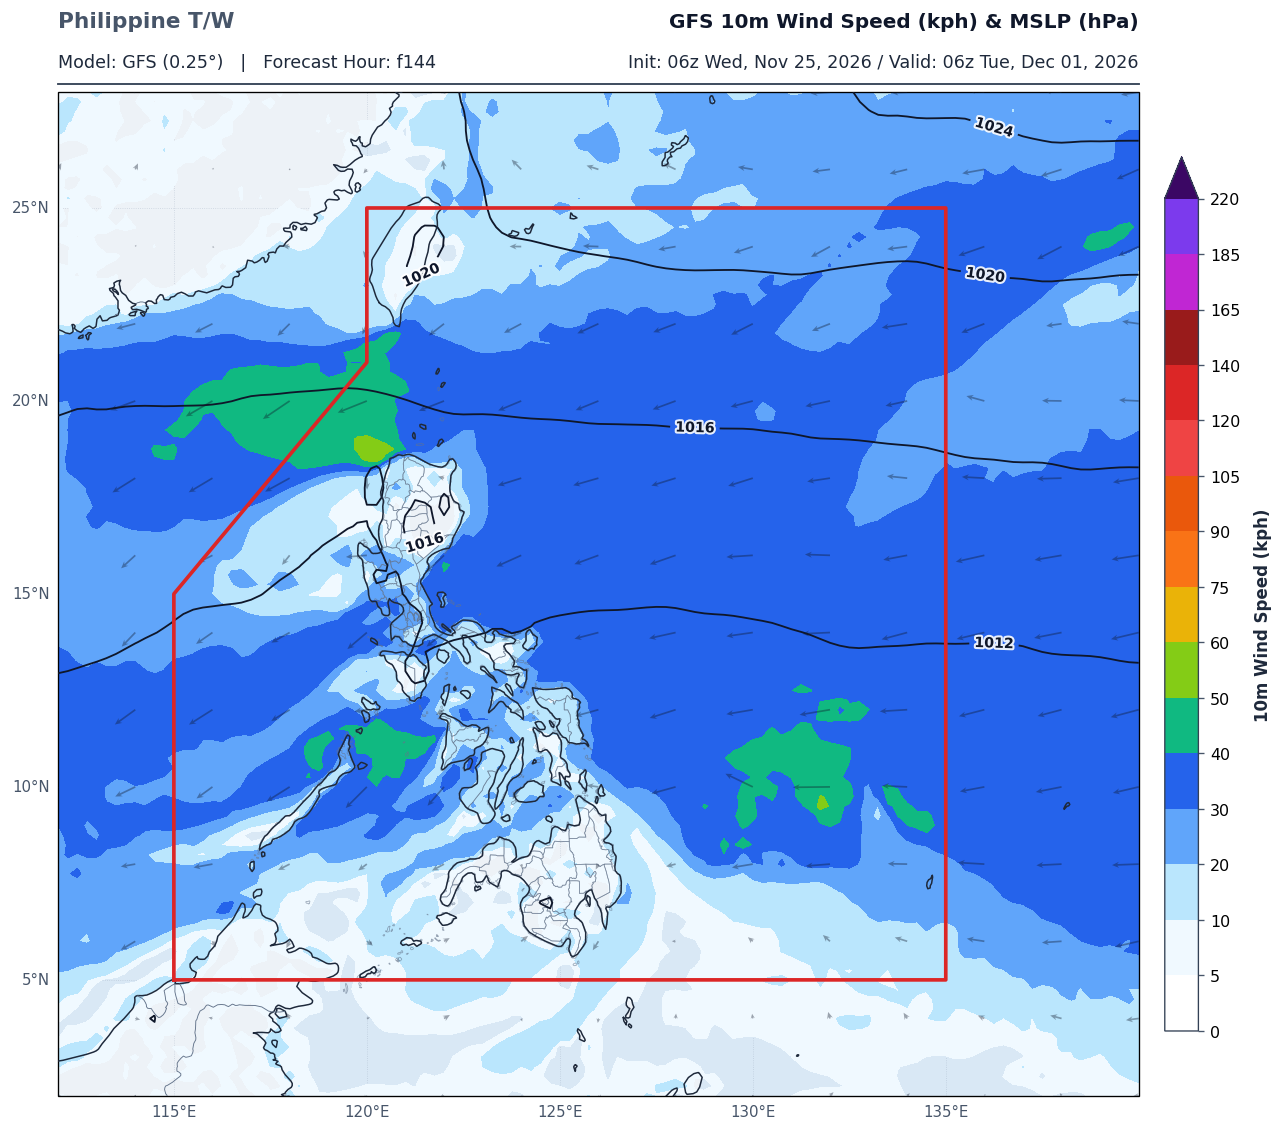 Philippine T/W
GFS 10m Wind Speed (kph) & MSLP (hPa)
Model: GFS (0.25°) | Forecast Hour: f144
Init: 06z Wed, Nov 25, 2026 / Valid: 06z Tue, Dec 01, 2026
1024
1020
1020
1016
1016
1012
25°N
20°N
15°N
10°N
5°N
115°E
120°E
125°E
130°E
135°E
220
185
165
140
120
105
90
75
60
50
40
30
20
10
5
0
10m Wind Speed (kph)